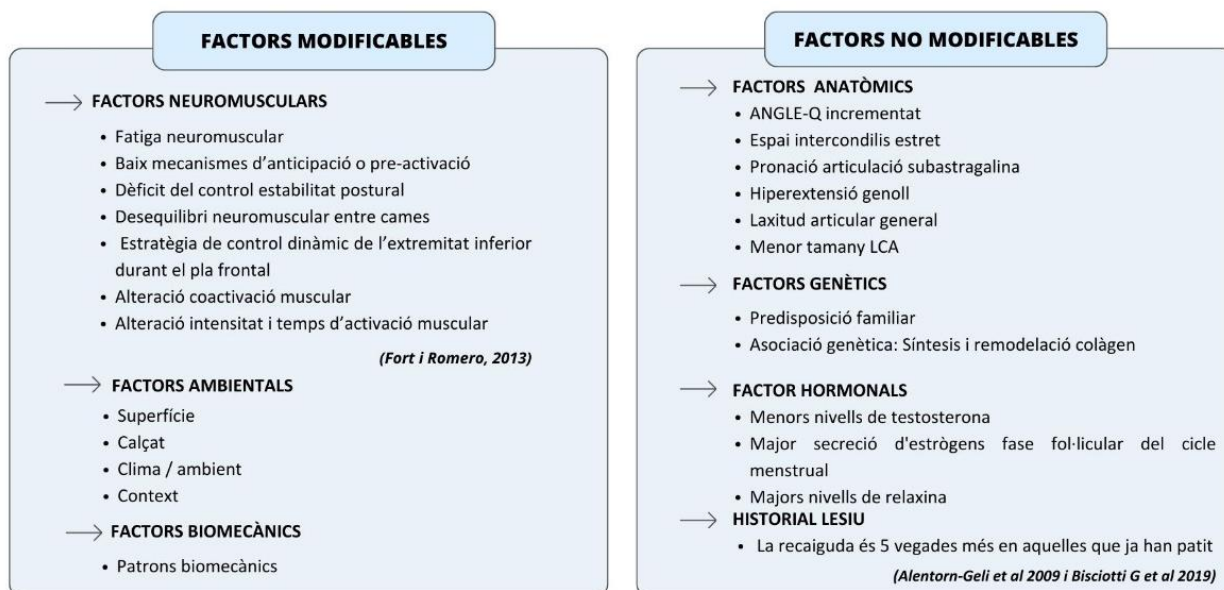 FACTORS MODIFICABLES
FACTORS NEUROMUSCULARS
• Fatiga neuromuscular
• Baix mecanismes d'anticipació o pre-activació
• Dèficit del control estabilitat postural
• Desequilibri neuromuscular entre cames
• Estratègia de control dinàmic de l'extremitat inferior
durant el pla frontal
• Alteració coactivació muscular
• Alteració intensitat i temps d'activació muscular
(Fort i Romero, 2013)
FACTORS AMBIENTALS
• Superfície
• Calçat
• Clima / ambient
• Context
FACTORS BIOMECÀNICS
• Patrons biomecànics
FACTORS NO MODIFICABLES
FACTORS ANATÒMICS
• ANGLE-Q incrementat
• Espai intercondilis estret
• Pronació articulació subastragalina
• Hiperextensió genoll
• Laxitud articular general
• Menor tamany LCA
FACTORS GENÈTICS
• Predisposició familiar
• Asociació genètica: Síntesis i remodelació colàgen
FACTOR HORMONALS
• Menors nivells de testosterona
• Major secreció d'estrògens fase fol·licular del cicle
menstrual
• Majors nivells de relaxina
HISTORIAL LESIU
• La recaiguda és 5 vegades més en aquelles que ja han patit
(Alentorn-Geli et al 2009 i Bisciotti G et al 2019)